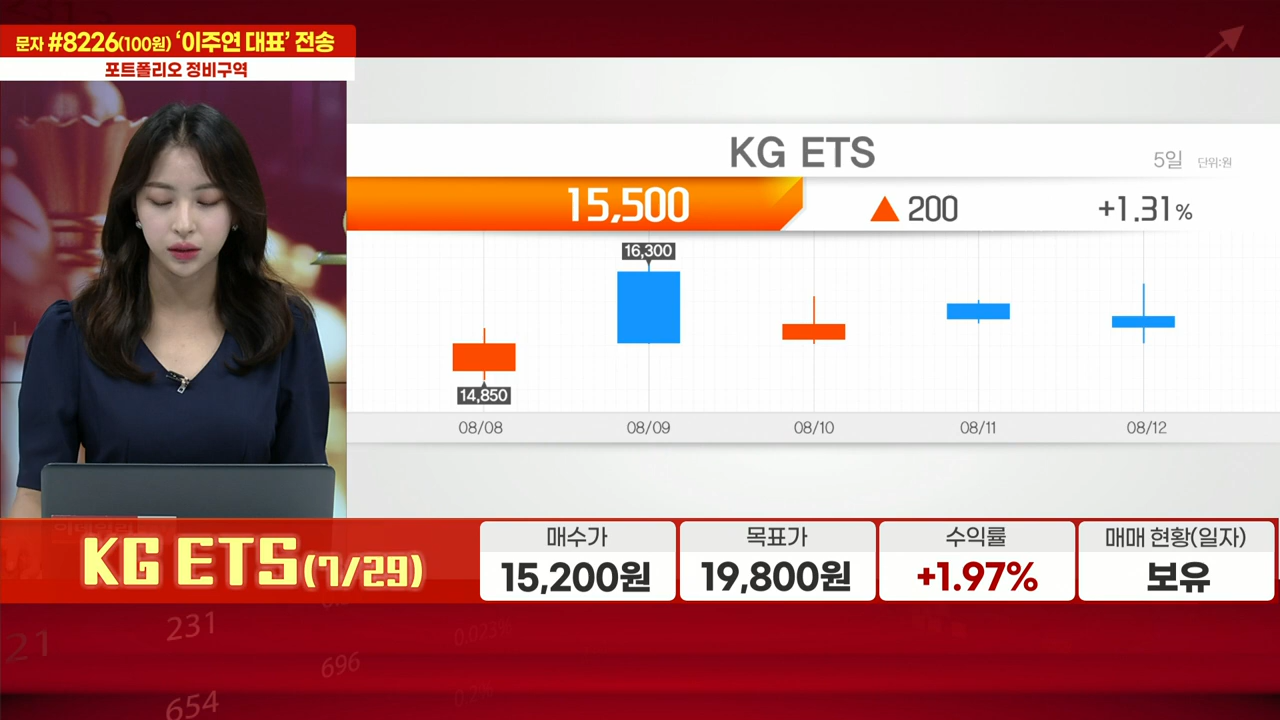 문자 #8226(100원) ‘이주연 대표’ 전송
포트폴리오 정비구역
KG ETS
5일 단위:원
15,500 ▲ 200 +1.31%
16,300
14,850
08/08 08/09 08/10 08/11 08/12
KG ETS(7/29)
매수가 목표가 수익률 매매 현황(일자)
15,200원 19,800원 +1.97% 보유
21
231
696
654
0.023%